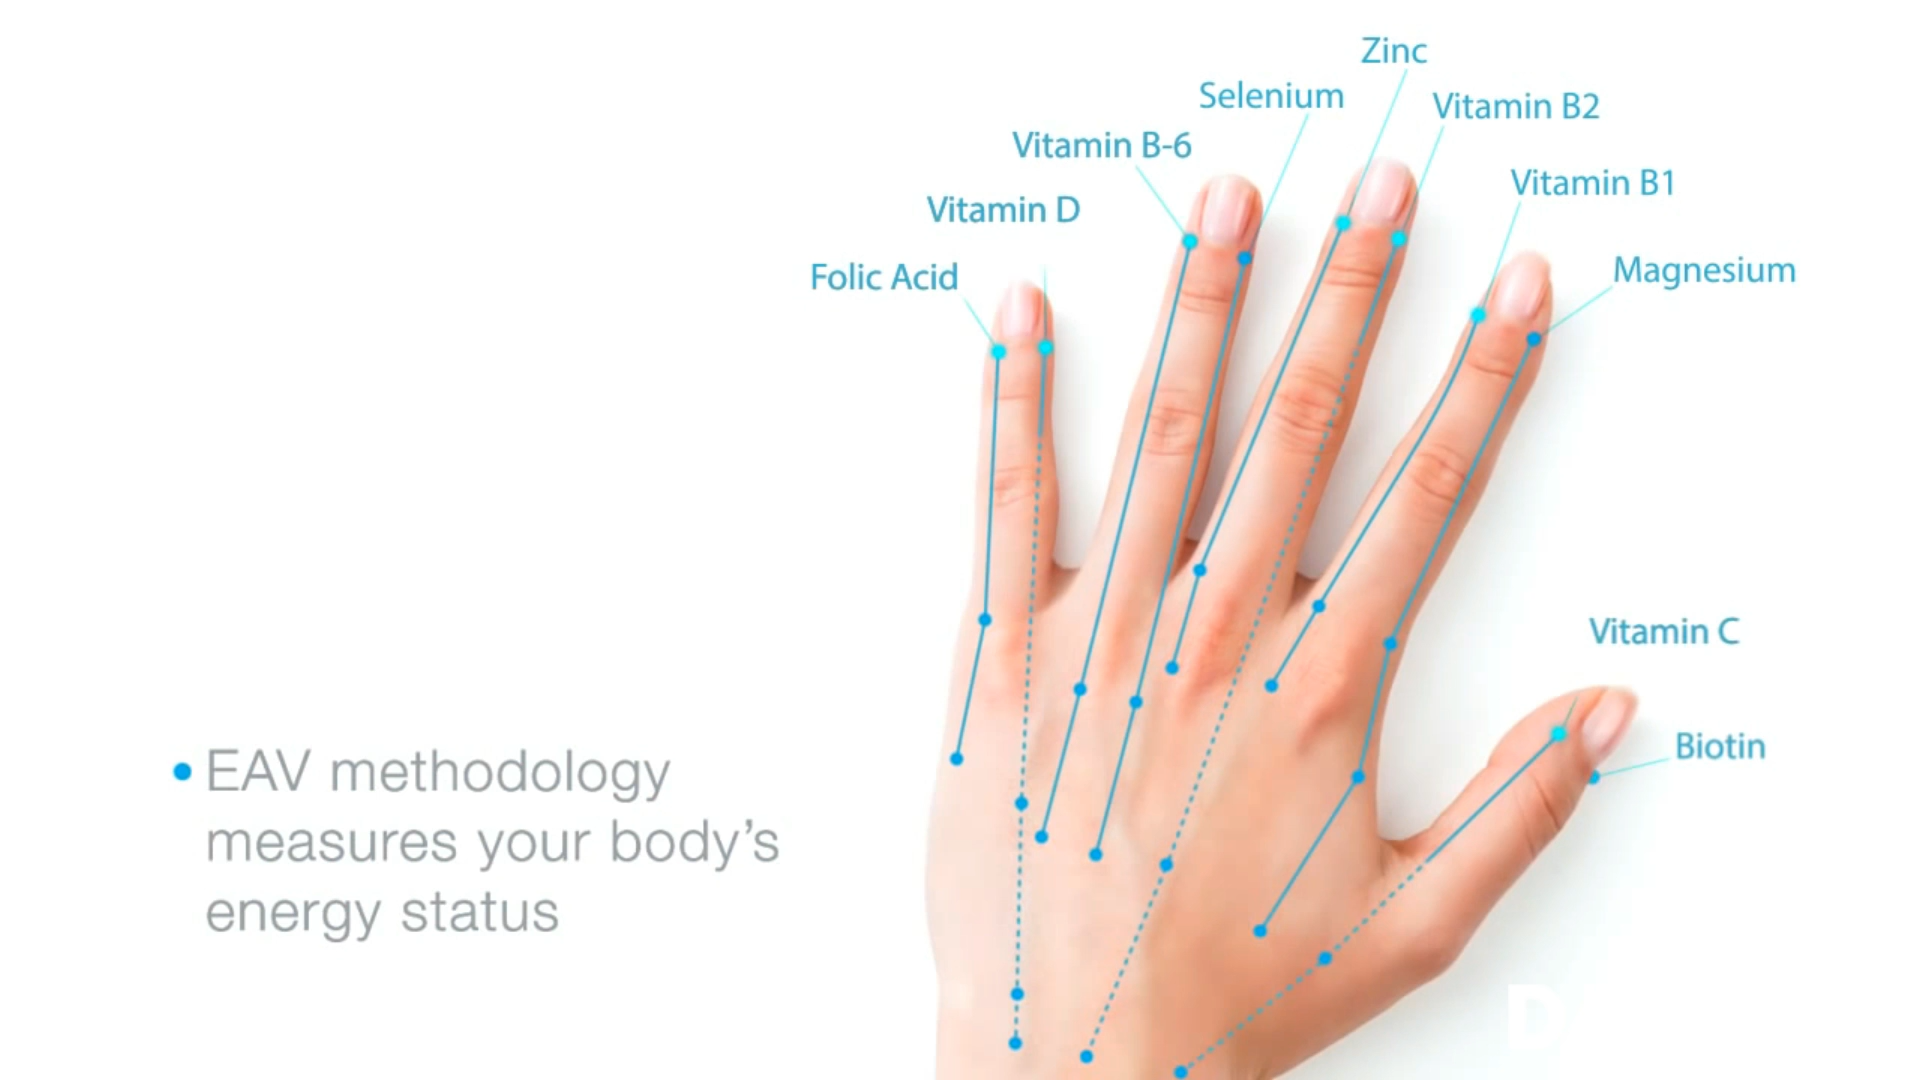 Zinc
Selenium
Vitamin B2
Vitamin B-6
Vitamin B1
Vitamin D
Folic Acid
Magnesium
Vitamin C
Biotin
• EAV methodology
measures your body's
energy status
D